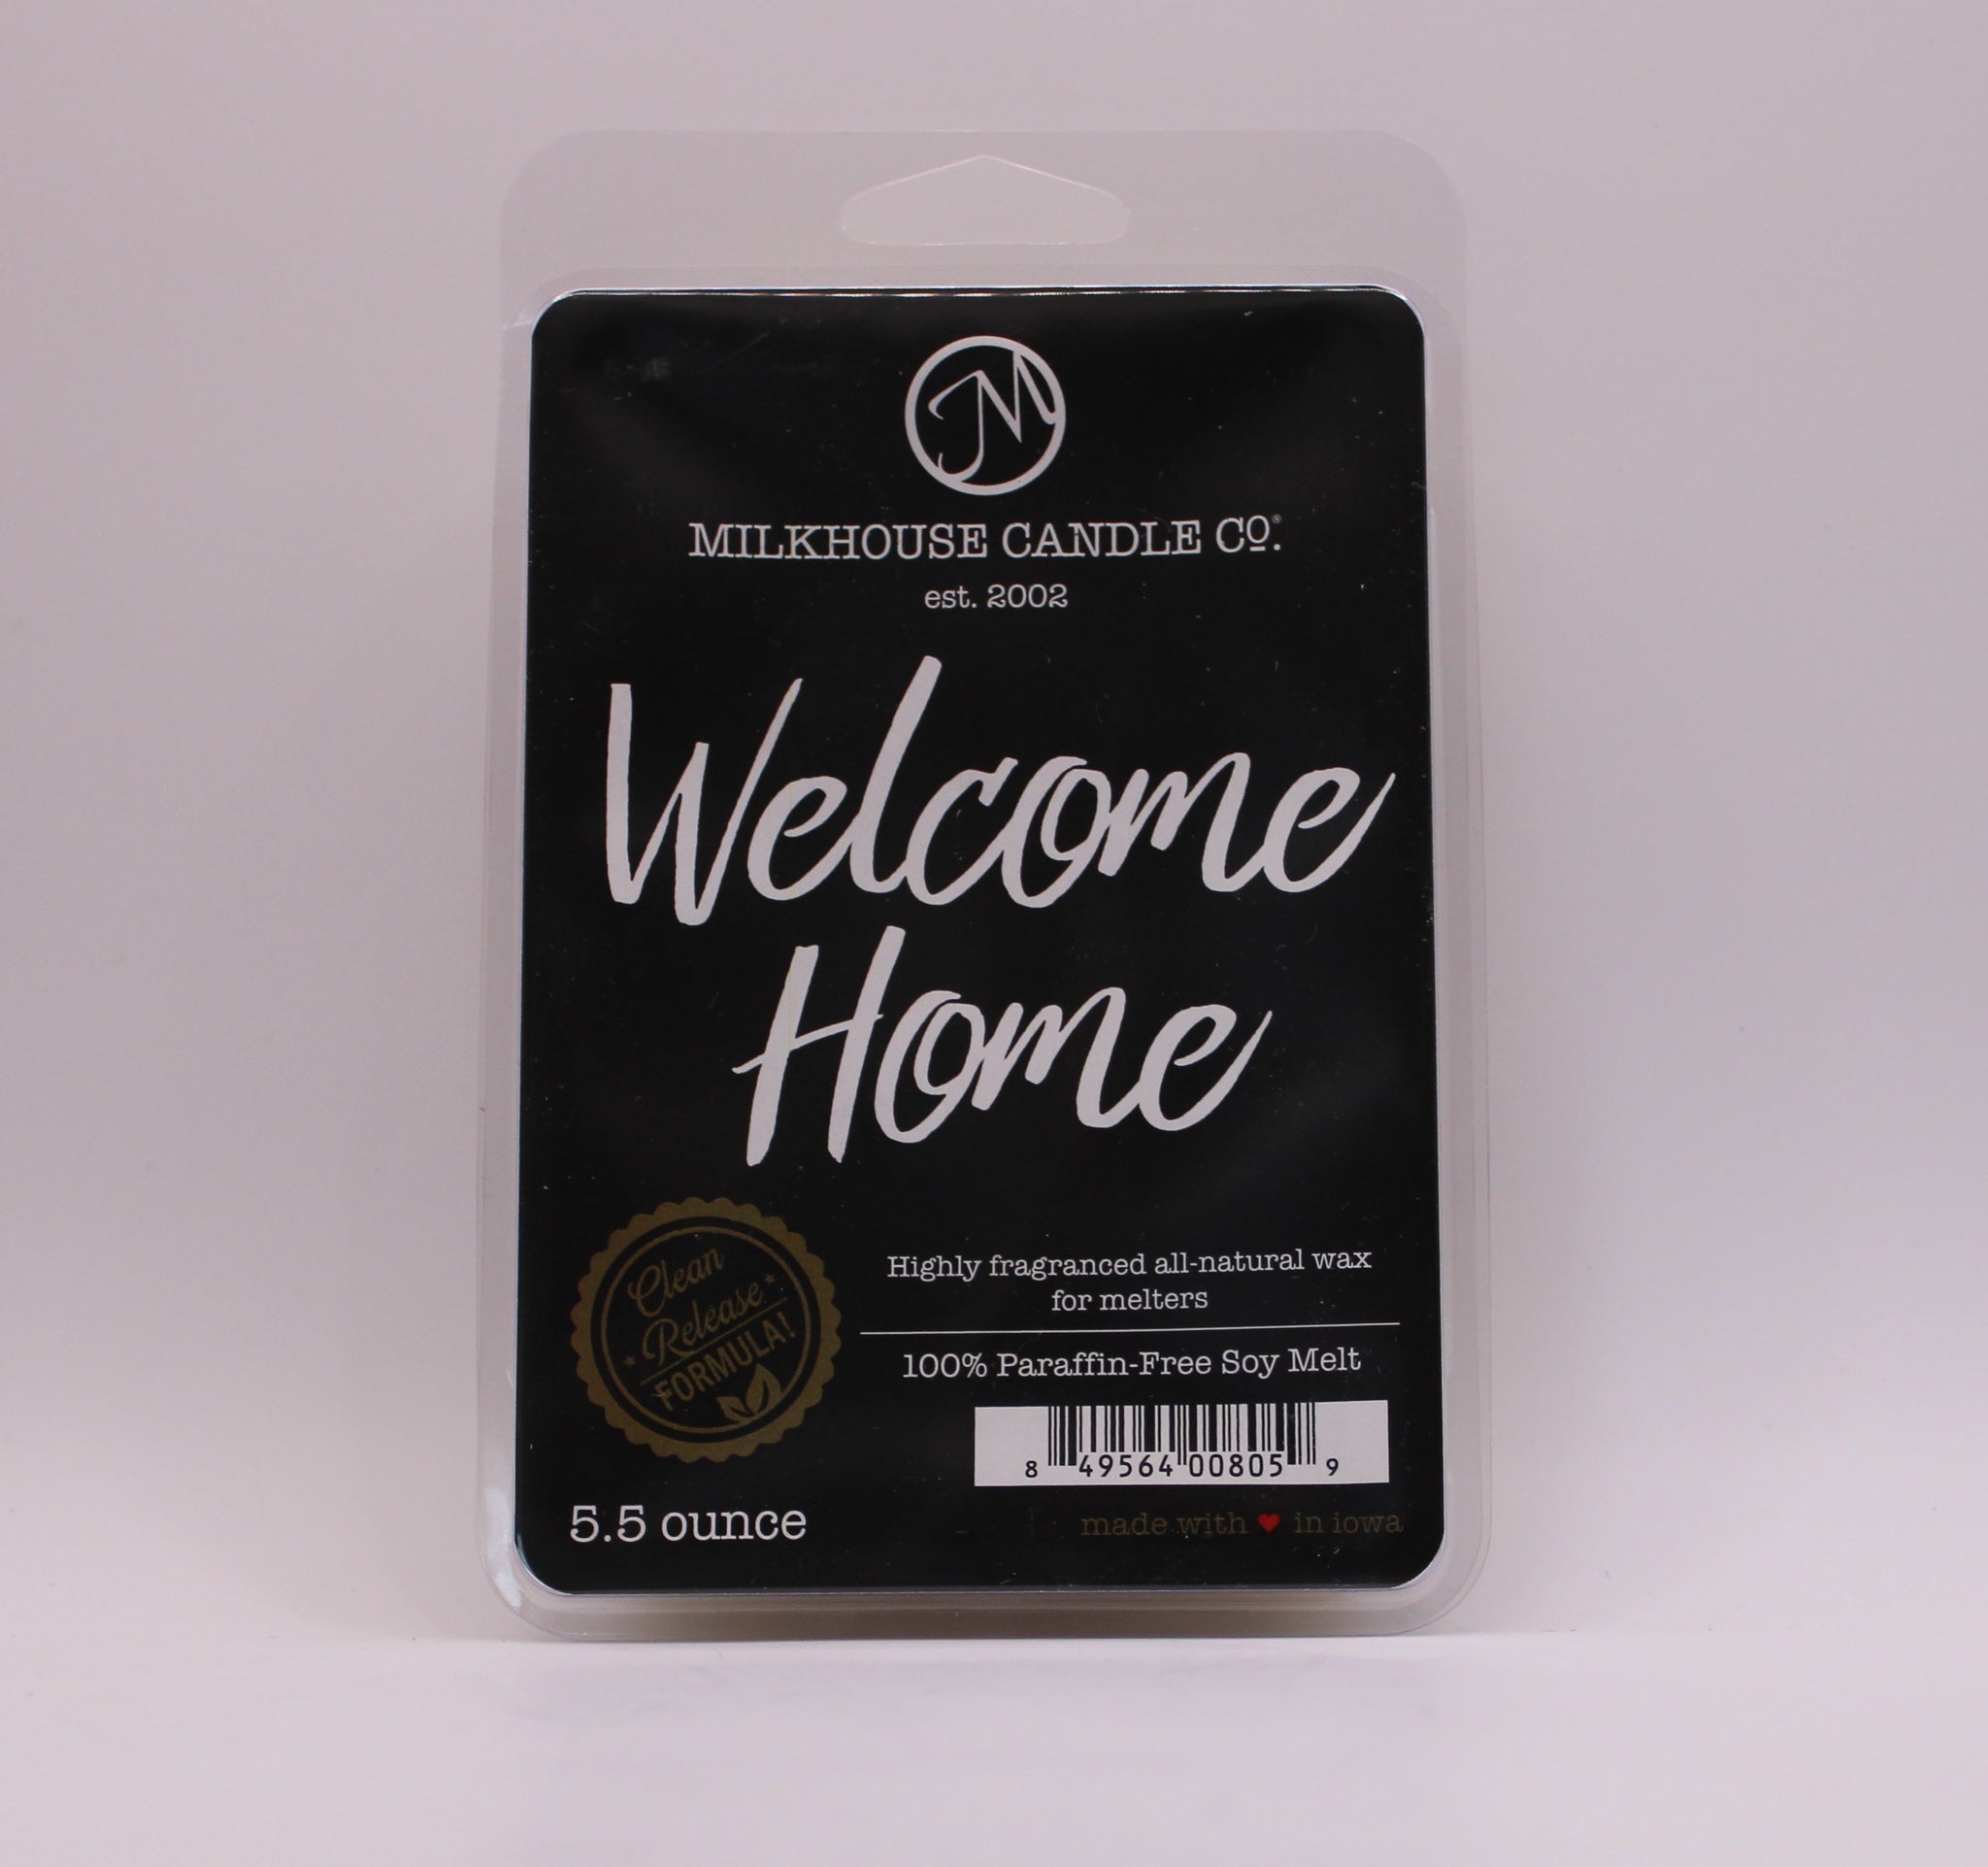 M
MILKHOUSE CANDLE Co.®
est. 2002
Welcome
Home
Clean
Release
FORMULA!
Highly fragranced all-natural wax
for melters
100% Paraffin-Free Soy Melt
8 49564 00805 9
5.5 ounce
made with ♥ in iowa